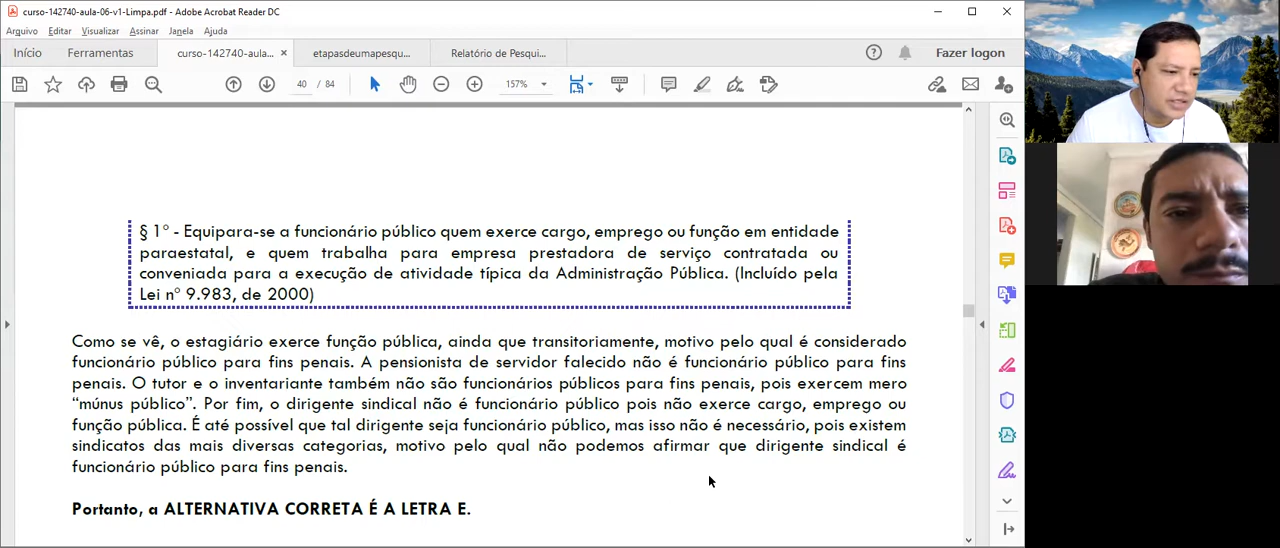 curso-142740-aula-06-v1-Limpa.pdf - Adobe Acrobat Reader DC
Arquivo Editar Visualizar Assinar Janela Ajuda
Início Ferramentas curso-142740-aula... × etapasdeumapesqu... Relatório de Pesqui... Fazer logon
40 / 84 157%
§ 1° - Equipara-se a funcionário público quem exerce cargo, emprego ou função em entidade
paraestatal, e quem trabalha para empresa prestadora de serviço contratada ou
conveniada para a execução de atividade típica da Administração Pública. (Incluído pela
Lei n° 9.983, de 2000)
Como se vê, o estagiário exerce função pública, ainda que transitoriamente, motivo pelo qual é considerado
funcionário público para fins penais. A pensionista de servidor falecido não é funcionário público para fins
penais. O tutor e o inventariante também não são funcionários públicos para fins penais, pois exercem mero
“múnus público”. Por fim, o dirigente sindical não é funcionário público pois não exerce cargo, emprego ou
função pública. É até possível que tal dirigente seja funcionário público, mas isso não é necessário, pois existem
sindicatos das mais diversas categorias, motivo pelo qual não podemos afirmar que dirigente sindical é
funcionário público para fins penais.
Portanto, a ALTERNATIVA CORRETA É A LETRA E.